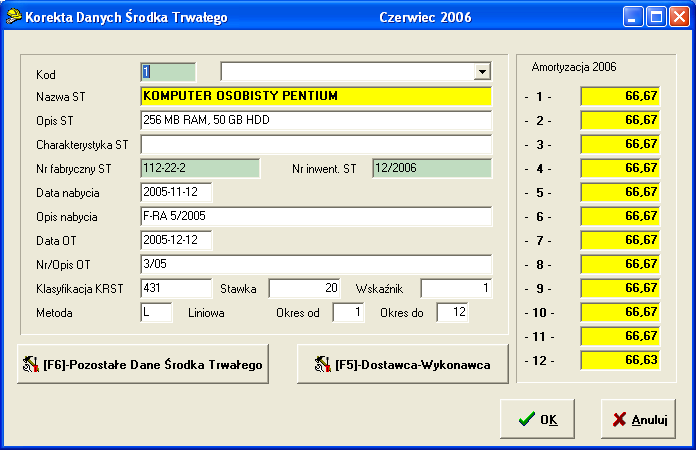 Korekta Danych Środka Trwałego Czerwiec 2006
Kod 1
Nazwa ST KOMPUTER OSOBISTY PENTIUM
Opis ST 256 MB RAM, 50 GB HDD
Charakterystyka ST
Nr fabryczny ST 112-22-2 Nr inwent. ST 12/2006
Data nabycia 2005-11-12
Opis nabycia F-RA 5/2005
Data OT 2005-12-12
Nr/Opis OT 3/05
Klasyfikacja KRST 431 Stawka 20 Wskaźnik 1
Metoda L Liniowa Okres od 1 Okres do 12
[F6]-Pozostałe Dane Środka Trwałego [F5]-Dostawca-Wykonawca
Amortyzacja 2006
- 1 - 66,67
- 2 - 66,67
- 3 - 66,67
- 4 - 66,67
- 5 - 66,67
- 6 - 66,67
- 7 - 66,67
- 8 - 66,67
- 9 - 66,67
- 10 - 66,67
- 11 - 66,67
- 12 - 66,63
OK Anuluj